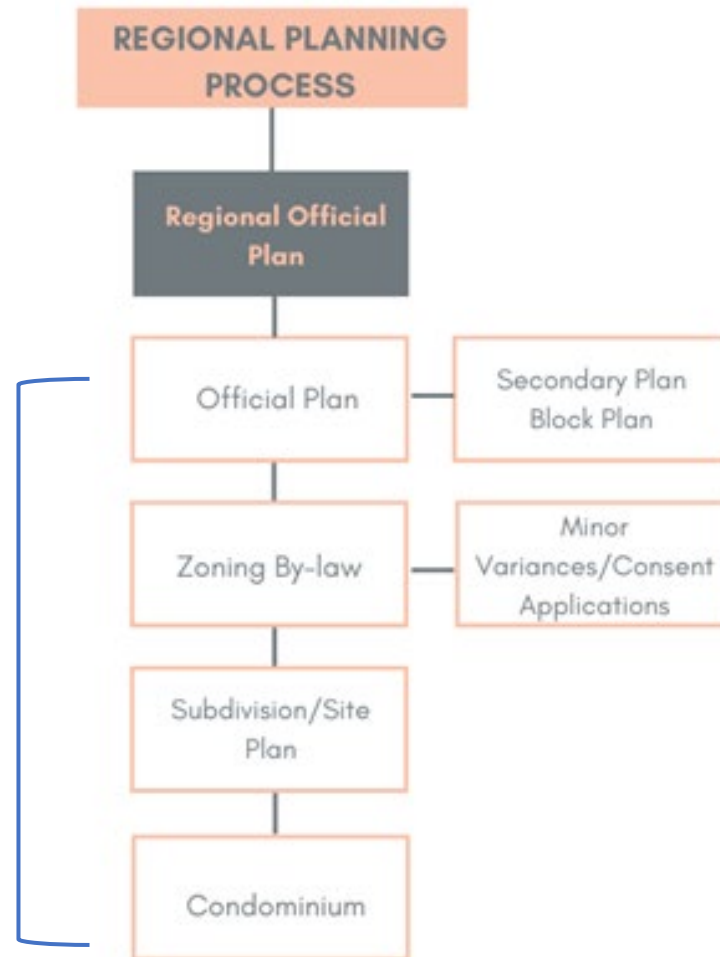 REGIONAL PLANNING
PROCESS
Regional Official
Plan
Official Plan
Secondary Plan
Block Plan
Zoning By-law
Minor
Variances/Consent
Applications
Subdivision/Site
Plan
Condominium